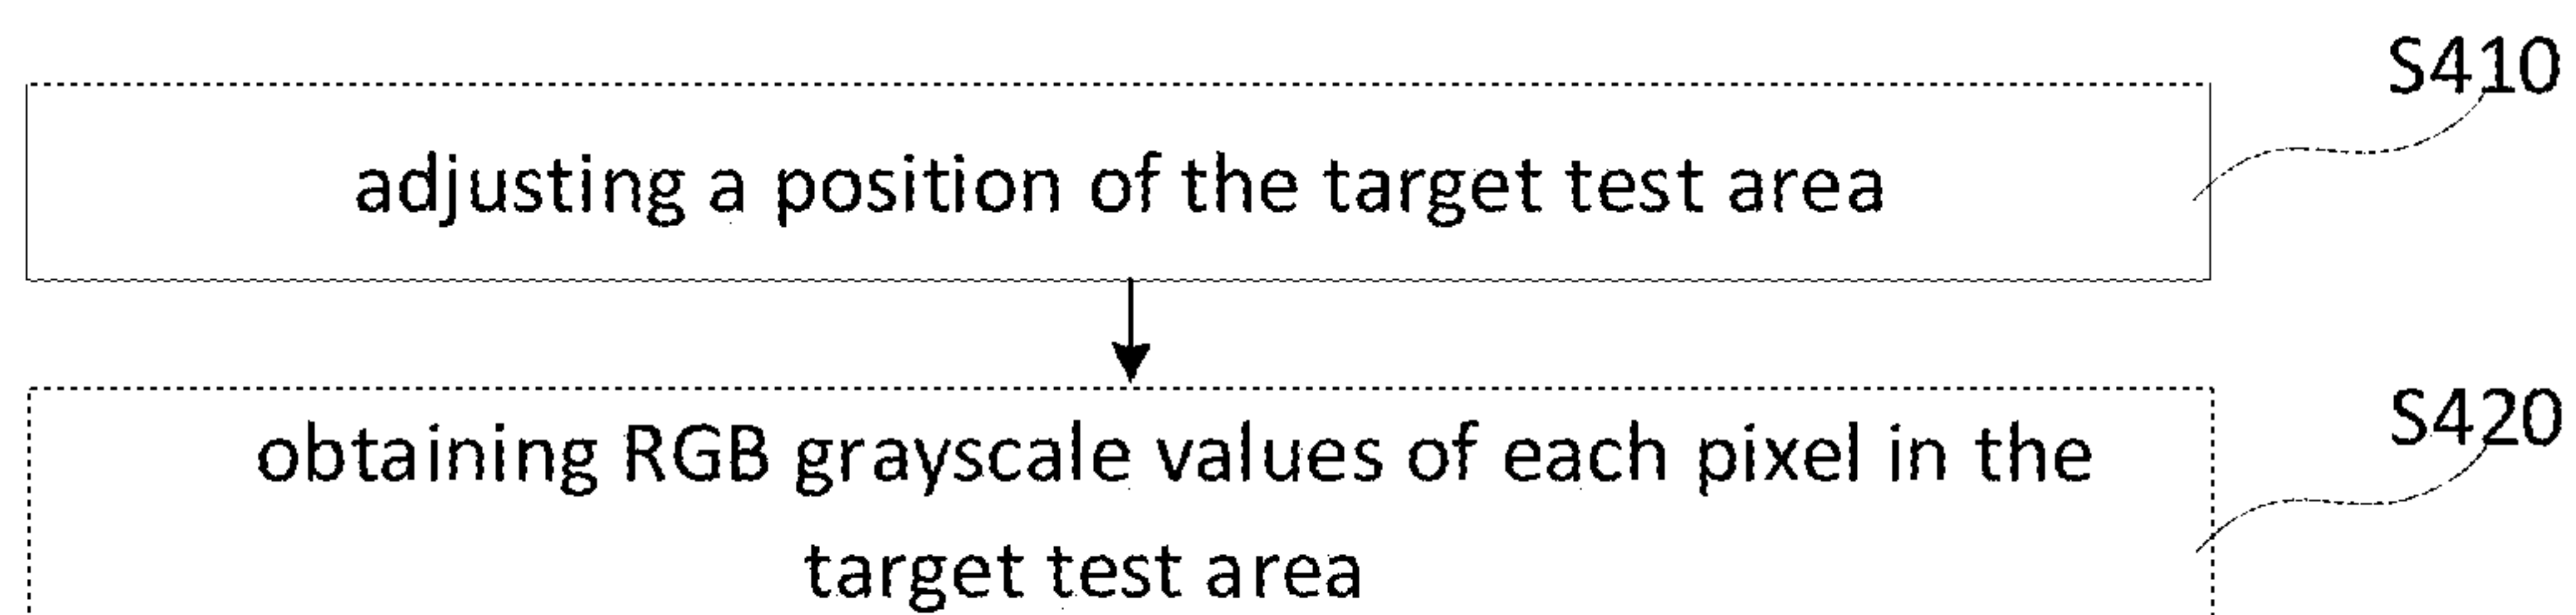 S410
adjusting a position of the target test area
S420
obtaining RGB grayscale values of each pixel in the
target test area